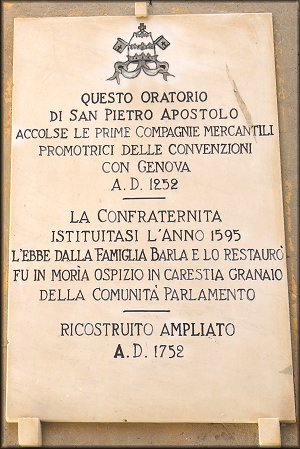 QUESTO ORATORIO
DI SAN PIETRO APOSTOLO
ACCOLSE LE PRIME COMPAGNIE MERCANTILI
PROMOTRICI DELLE CONVENZIONI
CON GENOVA
A.D. 1252
LA CONFRATERNITA
ISTITUITASI L'ANNO 1595
L'EBBE DALLA FAMIGLIA BARLA E LO RESTAURÒ
FU IN MORÌA OSPIZIO IN CARESTIA GRANAIO
DELLA COMUNITÀ PARLAMENTO
RICOSTRUITO AMPLIATO
A.D. 1752